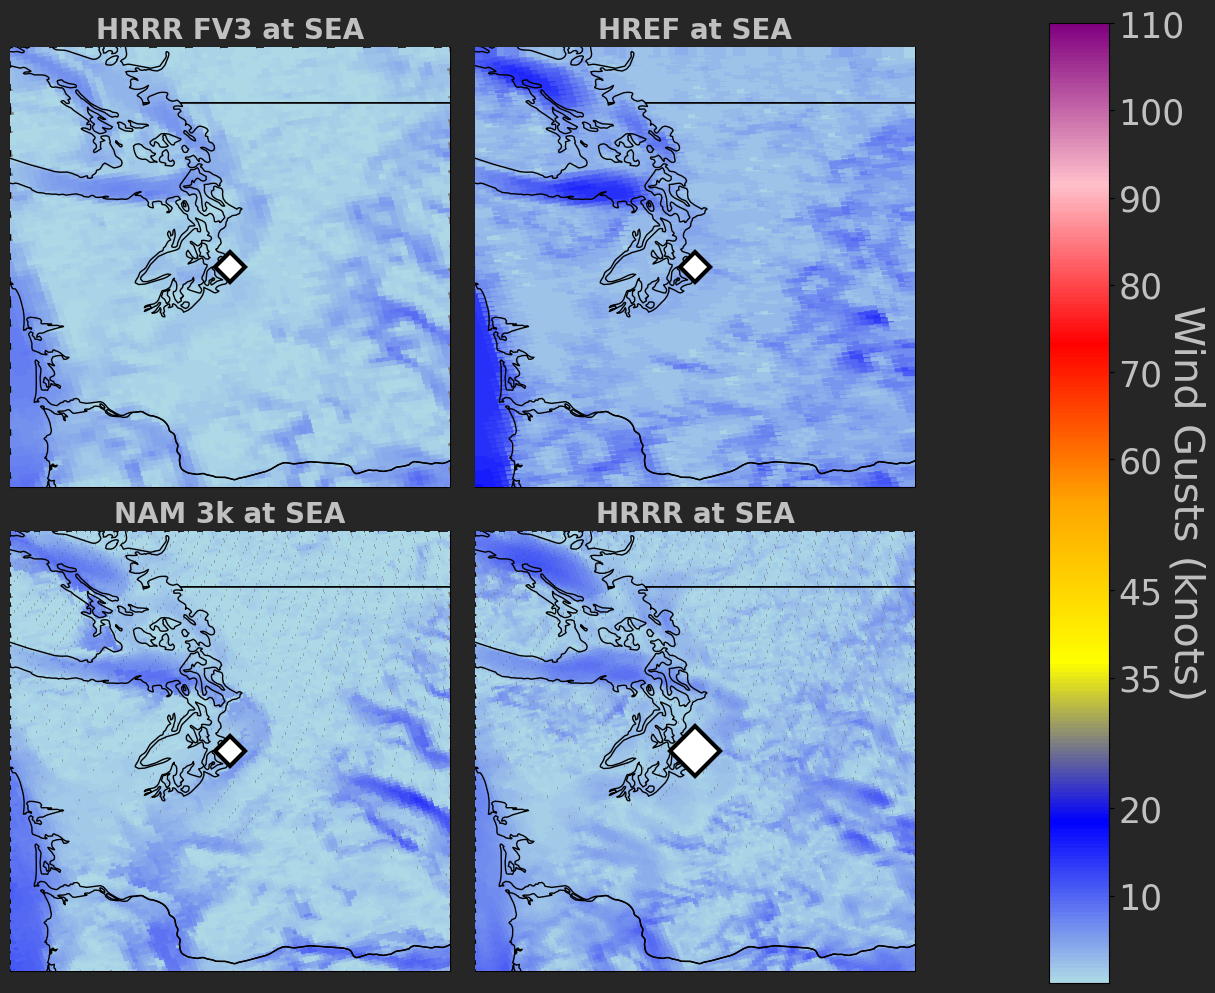 HRRR FV3 at SEA
HREF at SEA
NAM 3k at SEA
HRRR at SEA
110
100
90
80
70
60
45
35
20
10
Wind Gusts (knots)